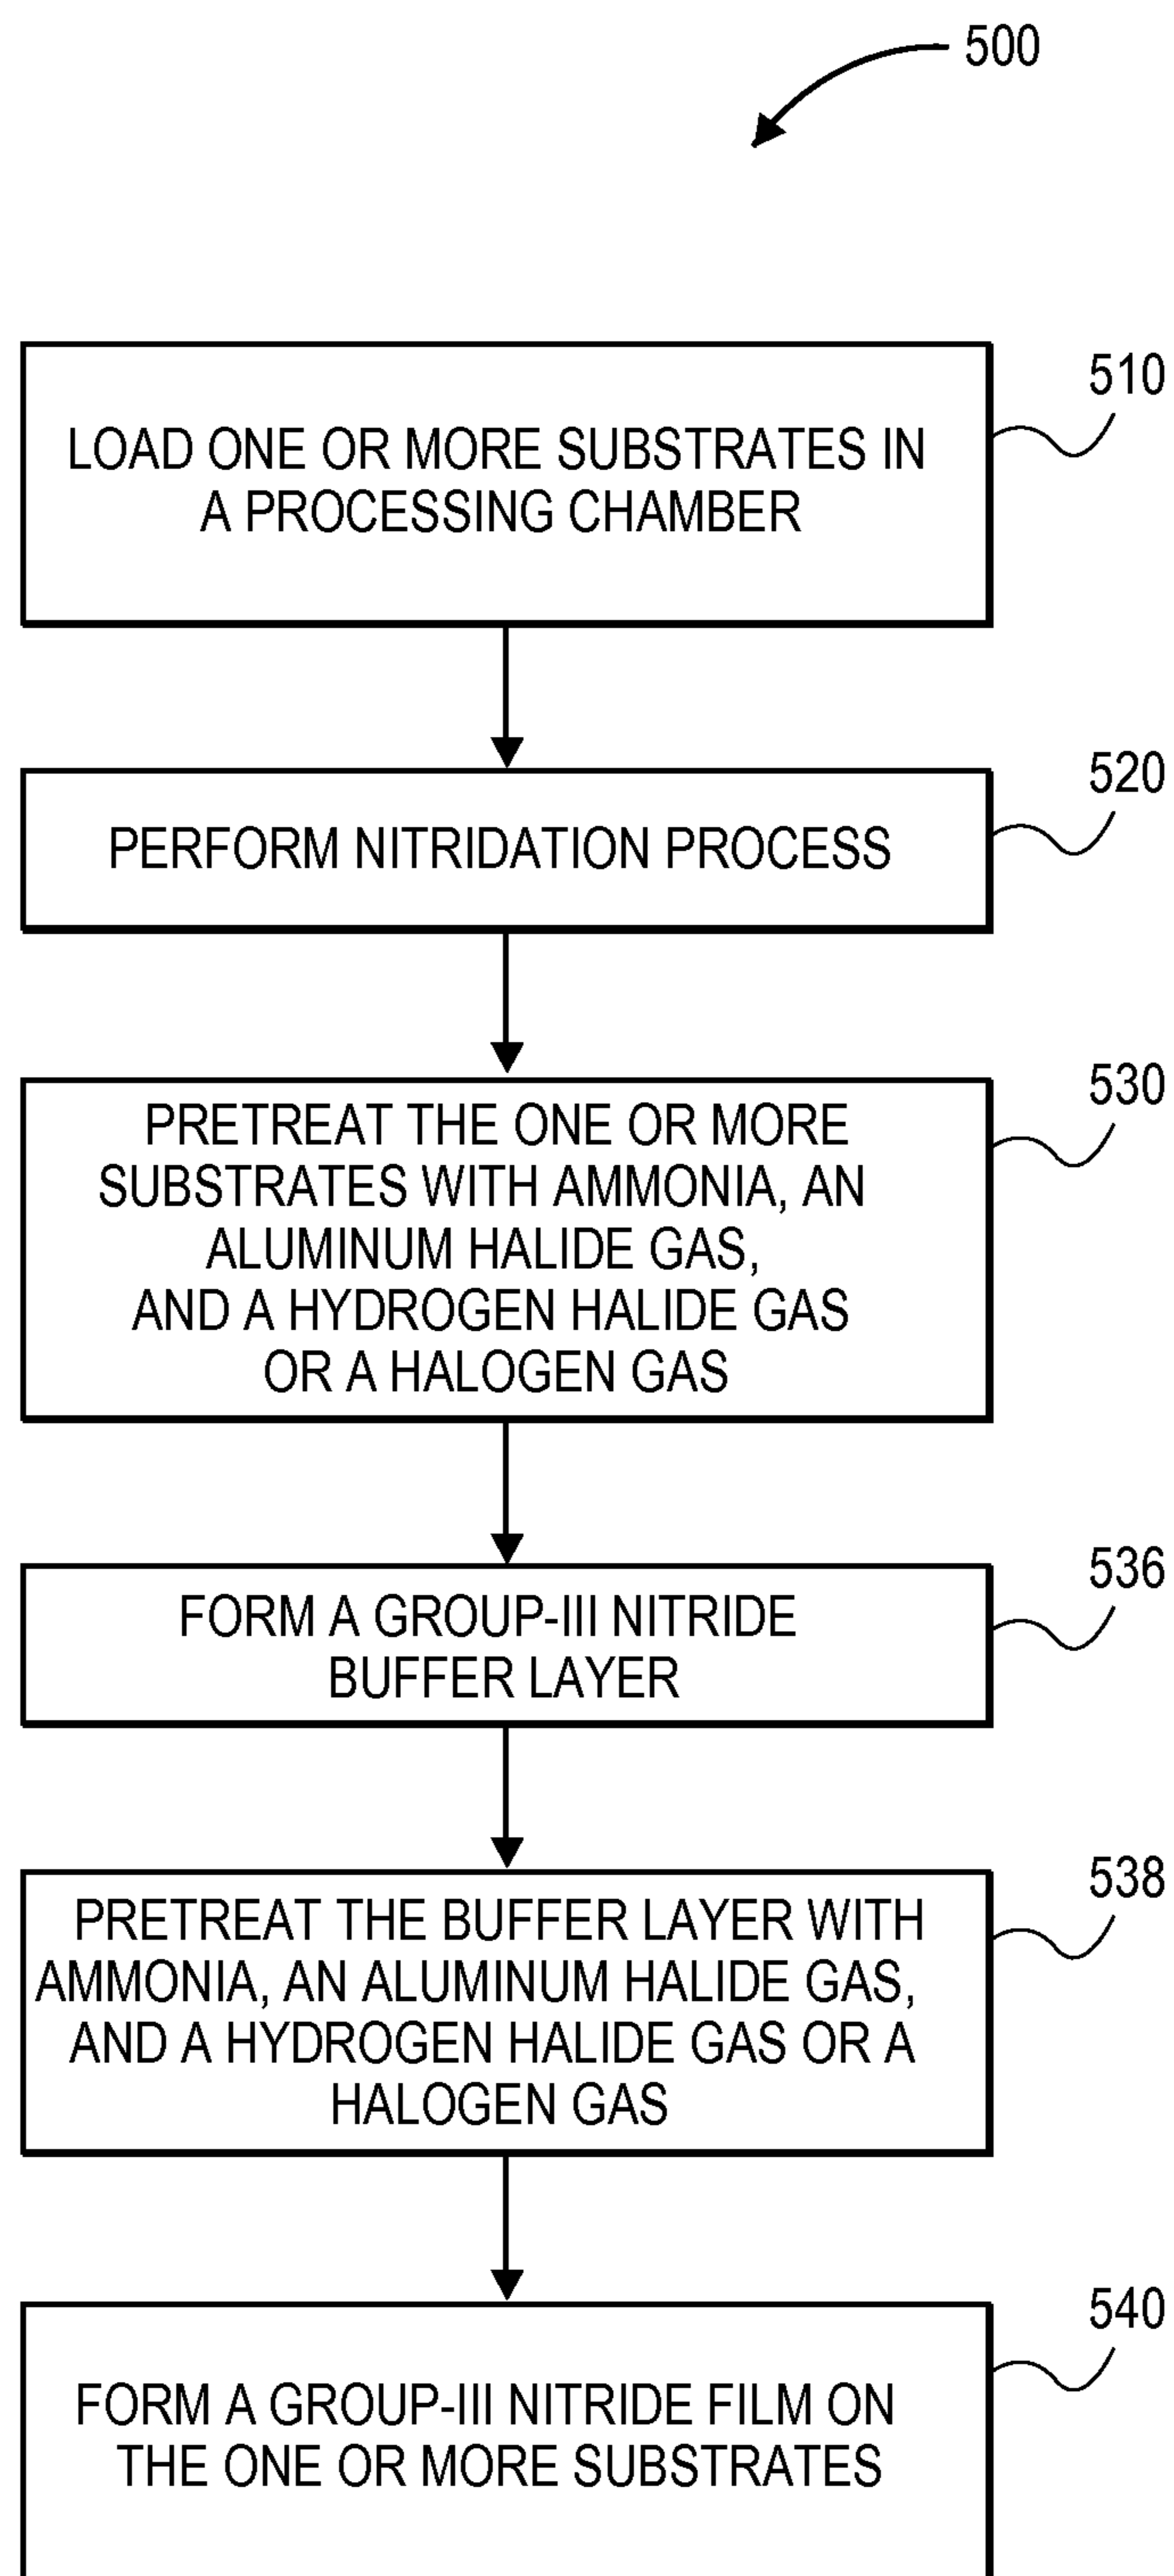 500
510
LOAD ONE OR MORE SUBSTRATES IN
A PROCESSING CHAMBER
520
PERFORM NITRIDATION PROCESS
530
PRETREAT THE ONE OR MORE
SUBSTRATES WITH AMMONIA, AN
ALUMINUM HALIDE GAS,
AND A HYDROGEN HALIDE GAS
OR A HALOGEN GAS
536
FORM A GROUP-III NITRIDE
BUFFER LAYER
538
PRETREAT THE BUFFER LAYER WITH
AMMONIA, AN ALUMINUM HALIDE GAS,
AND A HYDROGEN HALIDE GAS OR A
HALOGEN GAS
540
FORM A GROUP-III NITRIDE FILM ON
THE ONE OR MORE SUBSTRATES